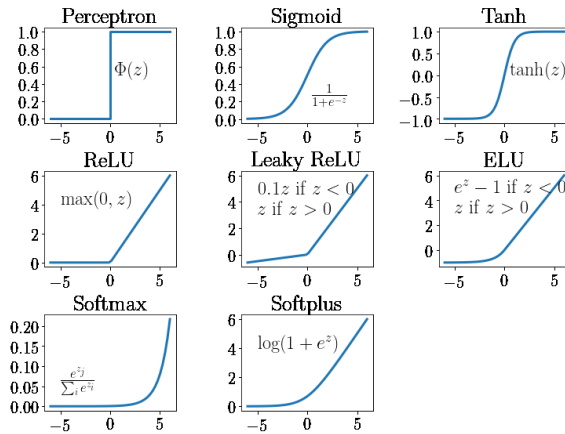 Perceptron
Φ(z)
1.0
0.8
0.6
0.4
0.2
0.0
−5 0 5
Sigmoid
1/(1+e^{−z})
1.0
0.8
0.6
0.4
0.2
0.0
−5 0 5
Tanh
tanh(z)
1.0
0.5
0.0
−0.5
−1.0
−5 0 5
ReLU
max(0, z)
6
4
2
0
−5 0 5
Leaky ReLU
0.1z if z < 0
z if z > 0
6
4
2
0
−5 0 5
ELU
e^z − 1 if z < 0
z if z > 0
6
4
2
0
−5 0 5
Softmax
e^{z_j}/∑_i e^{z_i}
0.20
0.15
0.10
0.05
0.00
−5 0 5
Softplus
log(1 + e^z)
6
4
2
0
−5 0 5